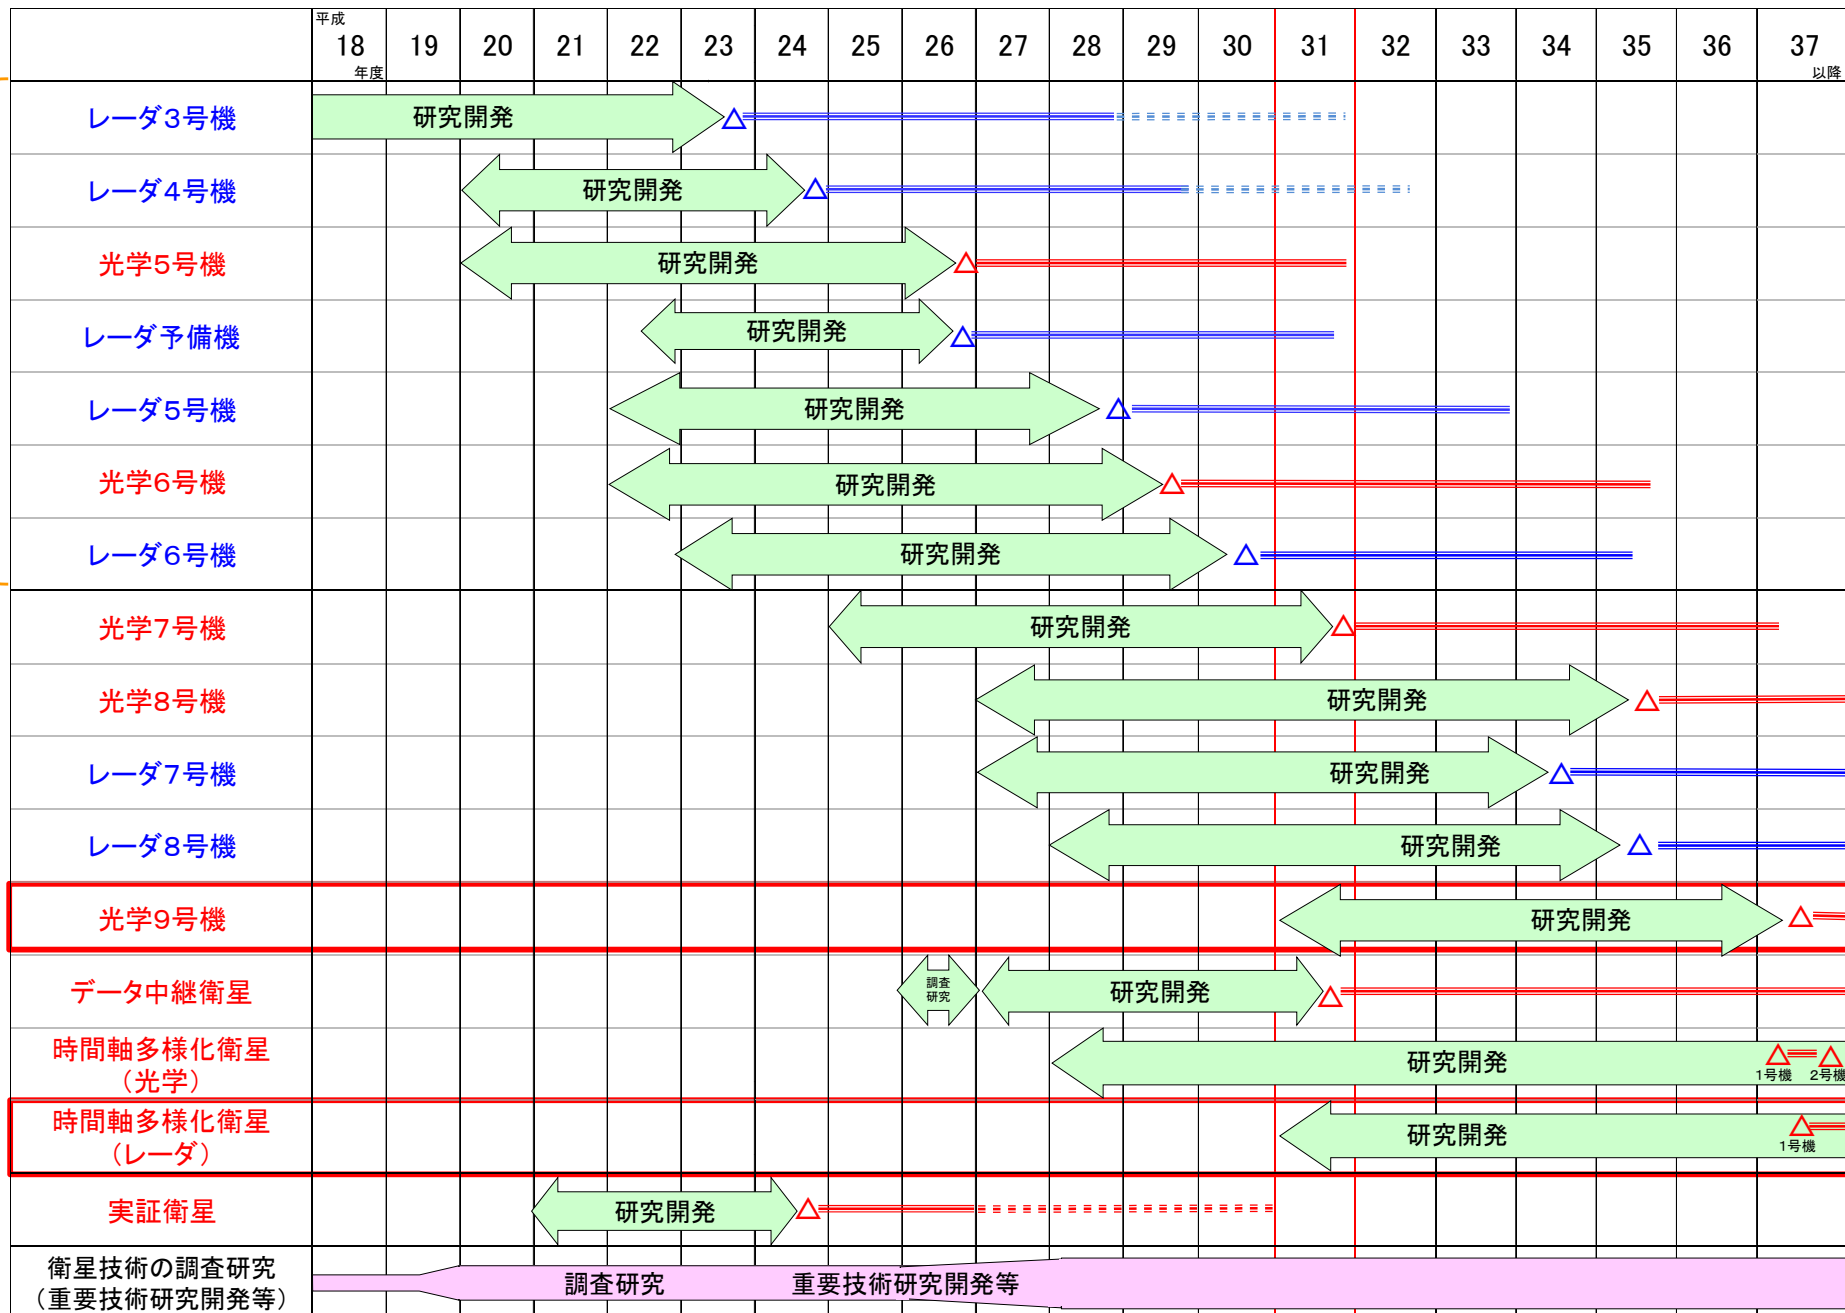 平成
18 19 20 21 22 23 24 25 26 27 28 29 30 31 32 33 34 35 36 37
年度 以降
レーダ3号機 研究開発
レーダ4号機 研究開発
光学5号機 研究開発
レーダ予備機 研究開発
レーダ5号機 研究開発
光学6号機 研究開発
レーダ6号機 研究開発
光学7号機 研究開発
光学8号機 研究開発
レーダ7号機 研究開発
レーダ8号機 研究開発
光学9号機 研究開発
データ中継衛星 調査
研究 研究開発
時間軸多様化衛星
（光学） 研究開発
1号機 2号機
時間軸多様化衛星
（レーダ） 研究開発
1号機
実証衛星 研究開発
衛星技術の調査研究
（重要技術研究開発等） 調査研究 重要技術研究開発等